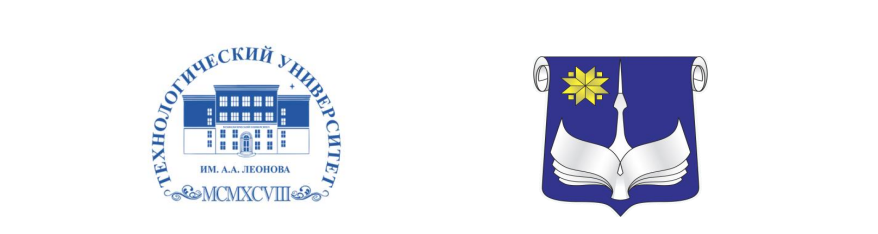 ТЕХНОЛОГИЧЕСКИЙ УНИВЕРСИТЕТ
ИМ. А.А. ЛЕОНОВА
MCMXCVIII